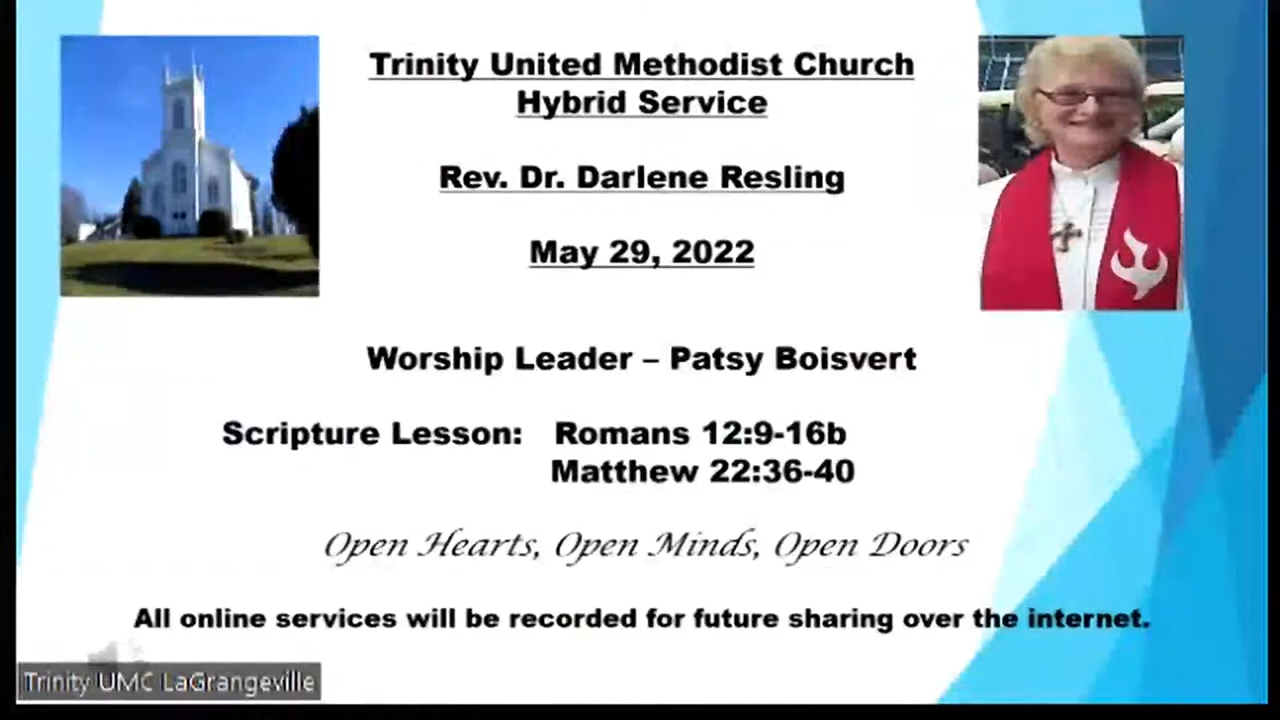 Trinity United Methodist Church
Hybrid Service
Rev. Dr. Darlene Resling
May 29, 2022
Worship Leader – Patsy Boisvert
Scripture Lesson: Romans 12:9-16b
Matthew 22:36-40
Open Hearts, Open Minds, Open Doors
All online services will be recorded for future sharing over the internet.
Trinity UMC LaGrangeville